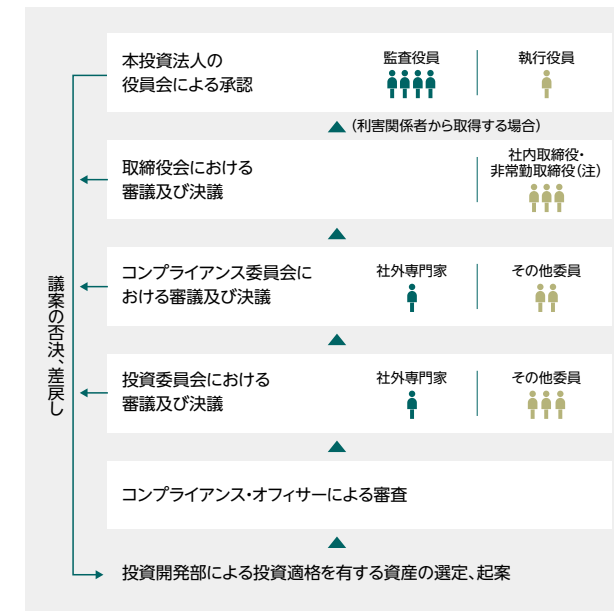 本投資法人の
役員会による承認
監査役員
執行役員
(利害関係者から取得する場合)
取締役会における
審議及び決議
社内取締役・
非常勤取締役(注)
コンプライアンス委員会に
おける審議及び決議
社外専門家
その他委員
投資委員会における
審議及び決議
社外専門家
その他委員
コンプライアンス・オフィサーによる審査
投資開発部による投資適格を有する資産の選定、起案
議案の否決、差戻し